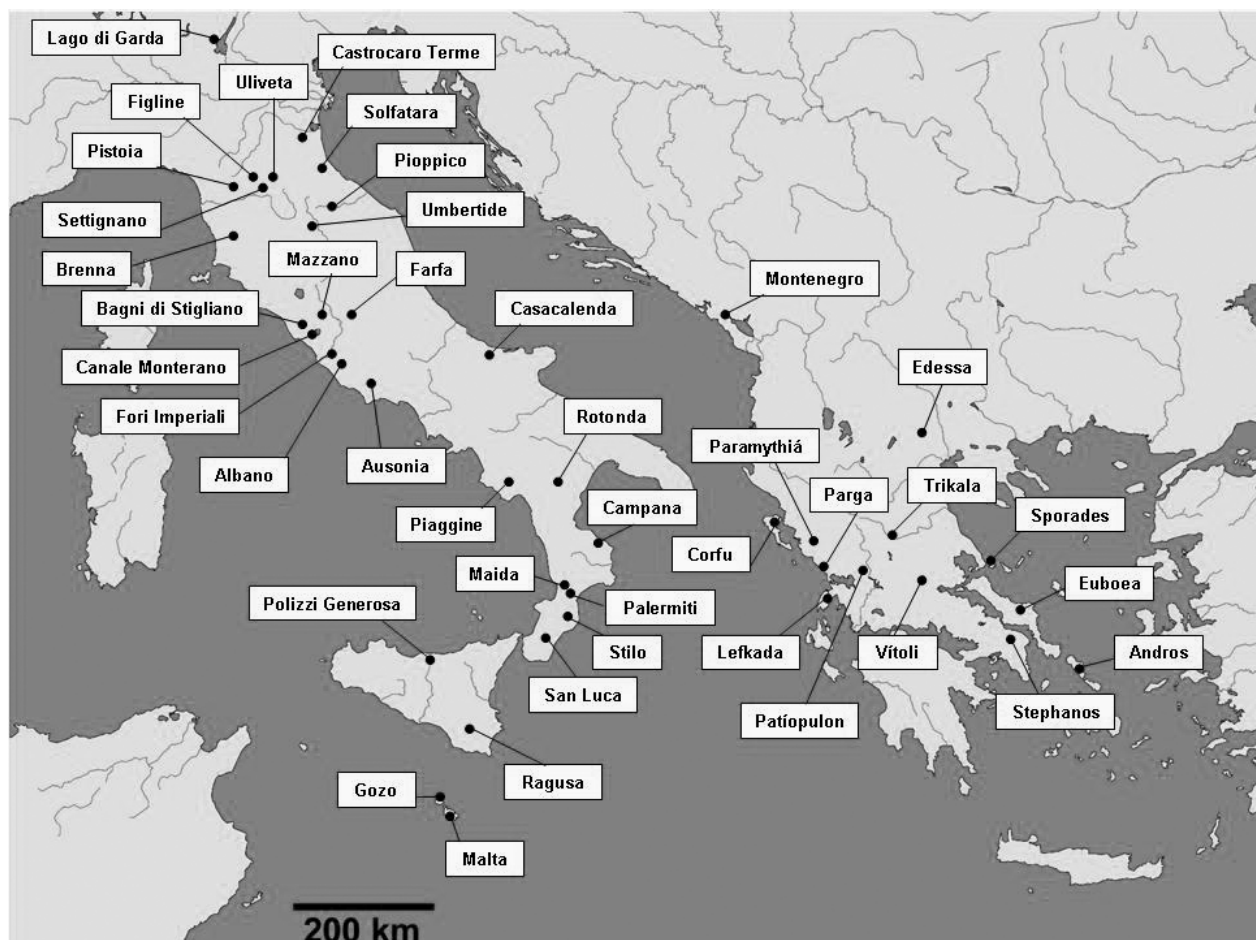 Lago di Garda
Castrocaro Terme
Uliveta
Figline
Solfatara
Pistoia
Pioppico
Settignano
Umbertide
Brenna
Mazzano
Farfa
Montenegro
Bagni di Stigliano
Casacalenda
Canale Monterano
Edessa
Fori Imperiali
Rotonda
Paramythiá
Albano
Ausonia
Parga
Trikala
Piaggine
Campana
Sporades
Corfu
Maida
Polizzi Generosa
Palermiti
Euboea
Stilo
Lefkada
Vítoli
Andros
San Luca
Patíopulon
Stephanos
Ragusa
Gozo
Malta
200 km